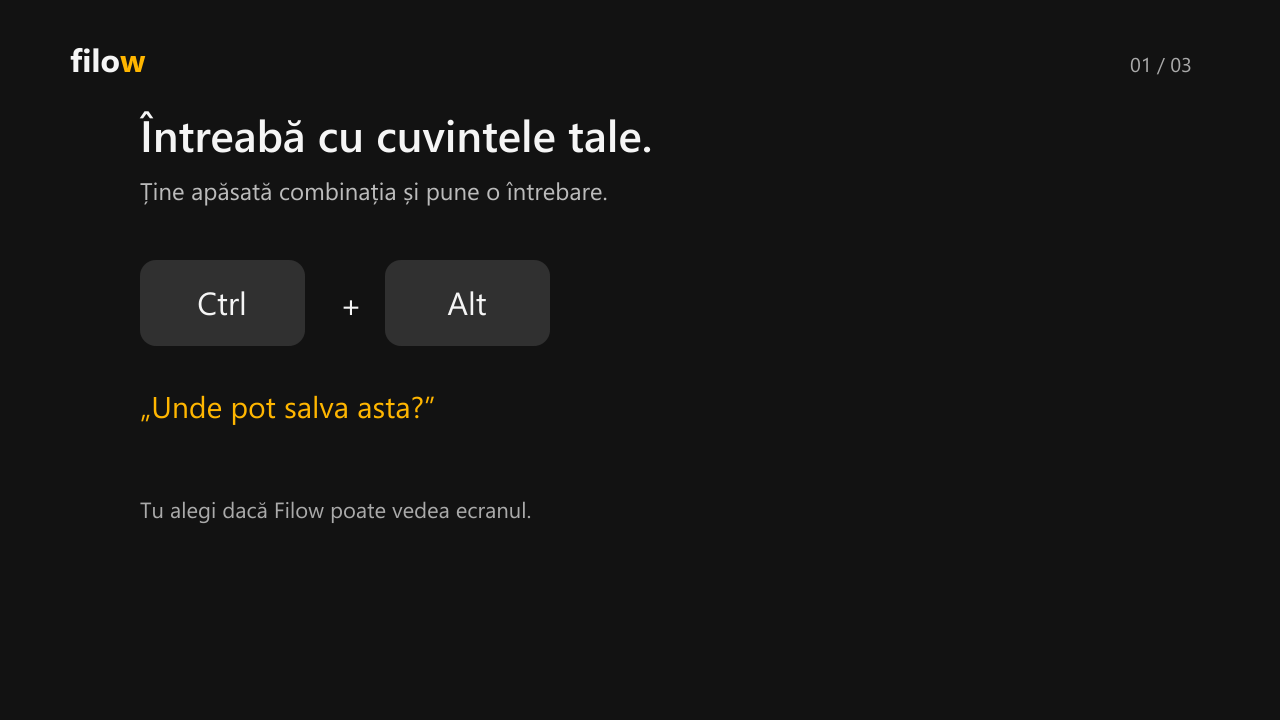 filow
01 / 03
Întreabă cu cuvintele tale.
Ține apăsată combinația și pune o întrebare.
Ctrl + Alt
„Unde pot salva asta?”
Tu alegi dacă Filow poate vedea ecranul.